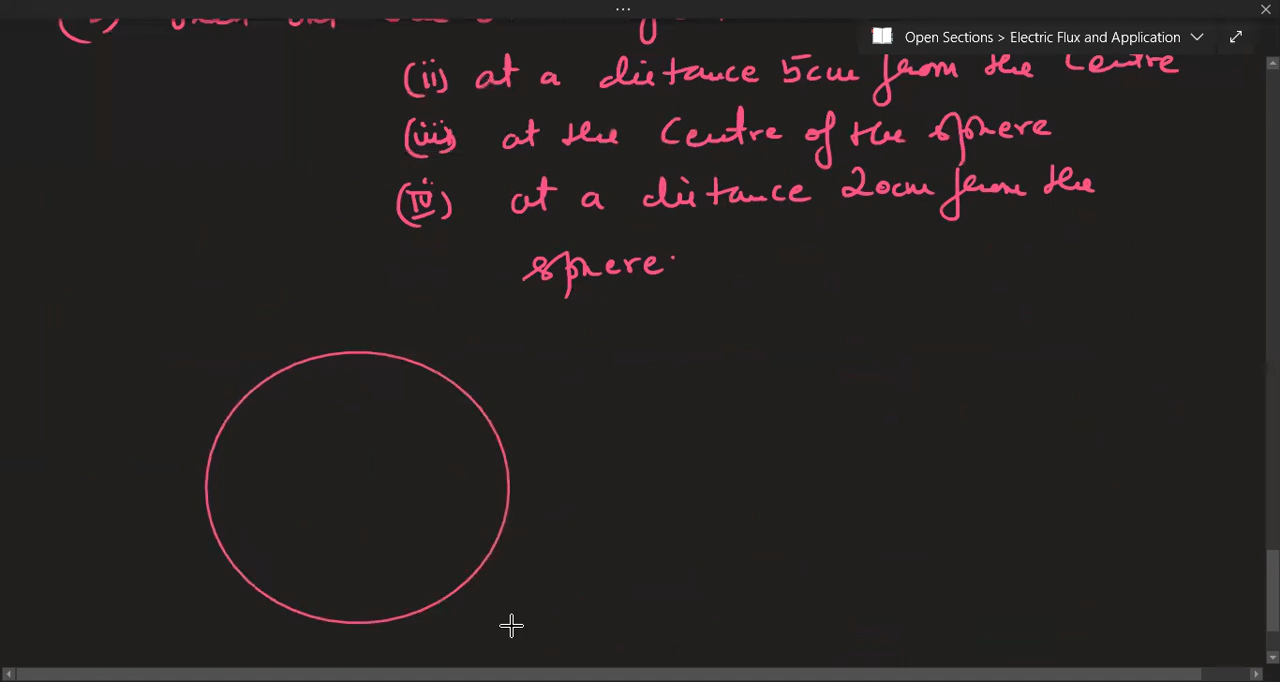 ...
Open Sections > Electric Flux and Application
(ii) at a distance 5cm from the Centre
(iii) at the Centre of the sphere
(iv) at a distance 20cm from the
sphere.